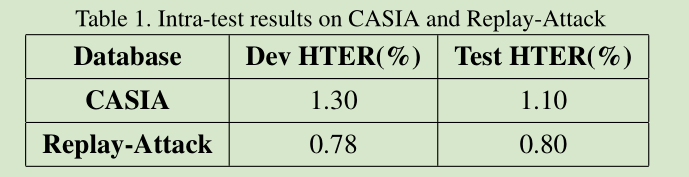 Table 1. Intra-test results on CASIA and Replay-Attack
Database Dev HTER(%) Test HTER(%)
CASIA 1.30 1.10
Replay-Attack 0.78 0.80